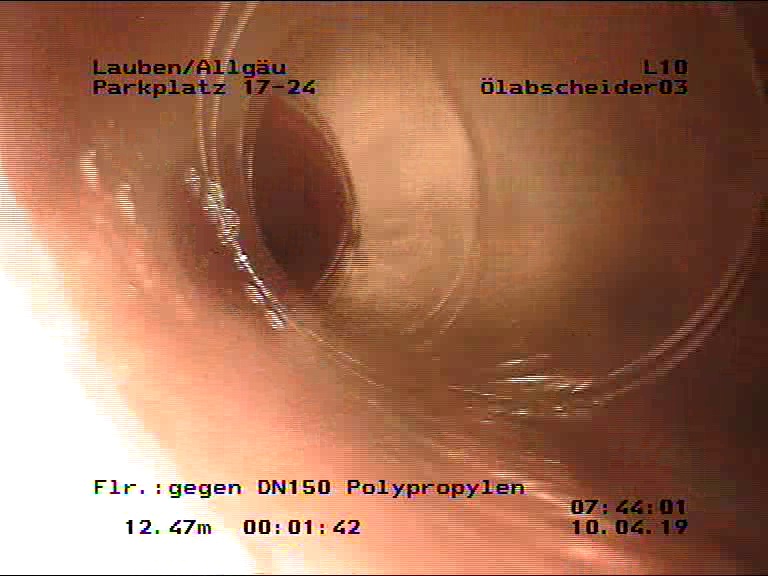 Lauben/Allgäu
L10
Parkplatz 17-24
Ölabscheider03
Flr.:gegen DN150 Polypropylen
07:44:01
12.47m 00:01:42
10.04.19